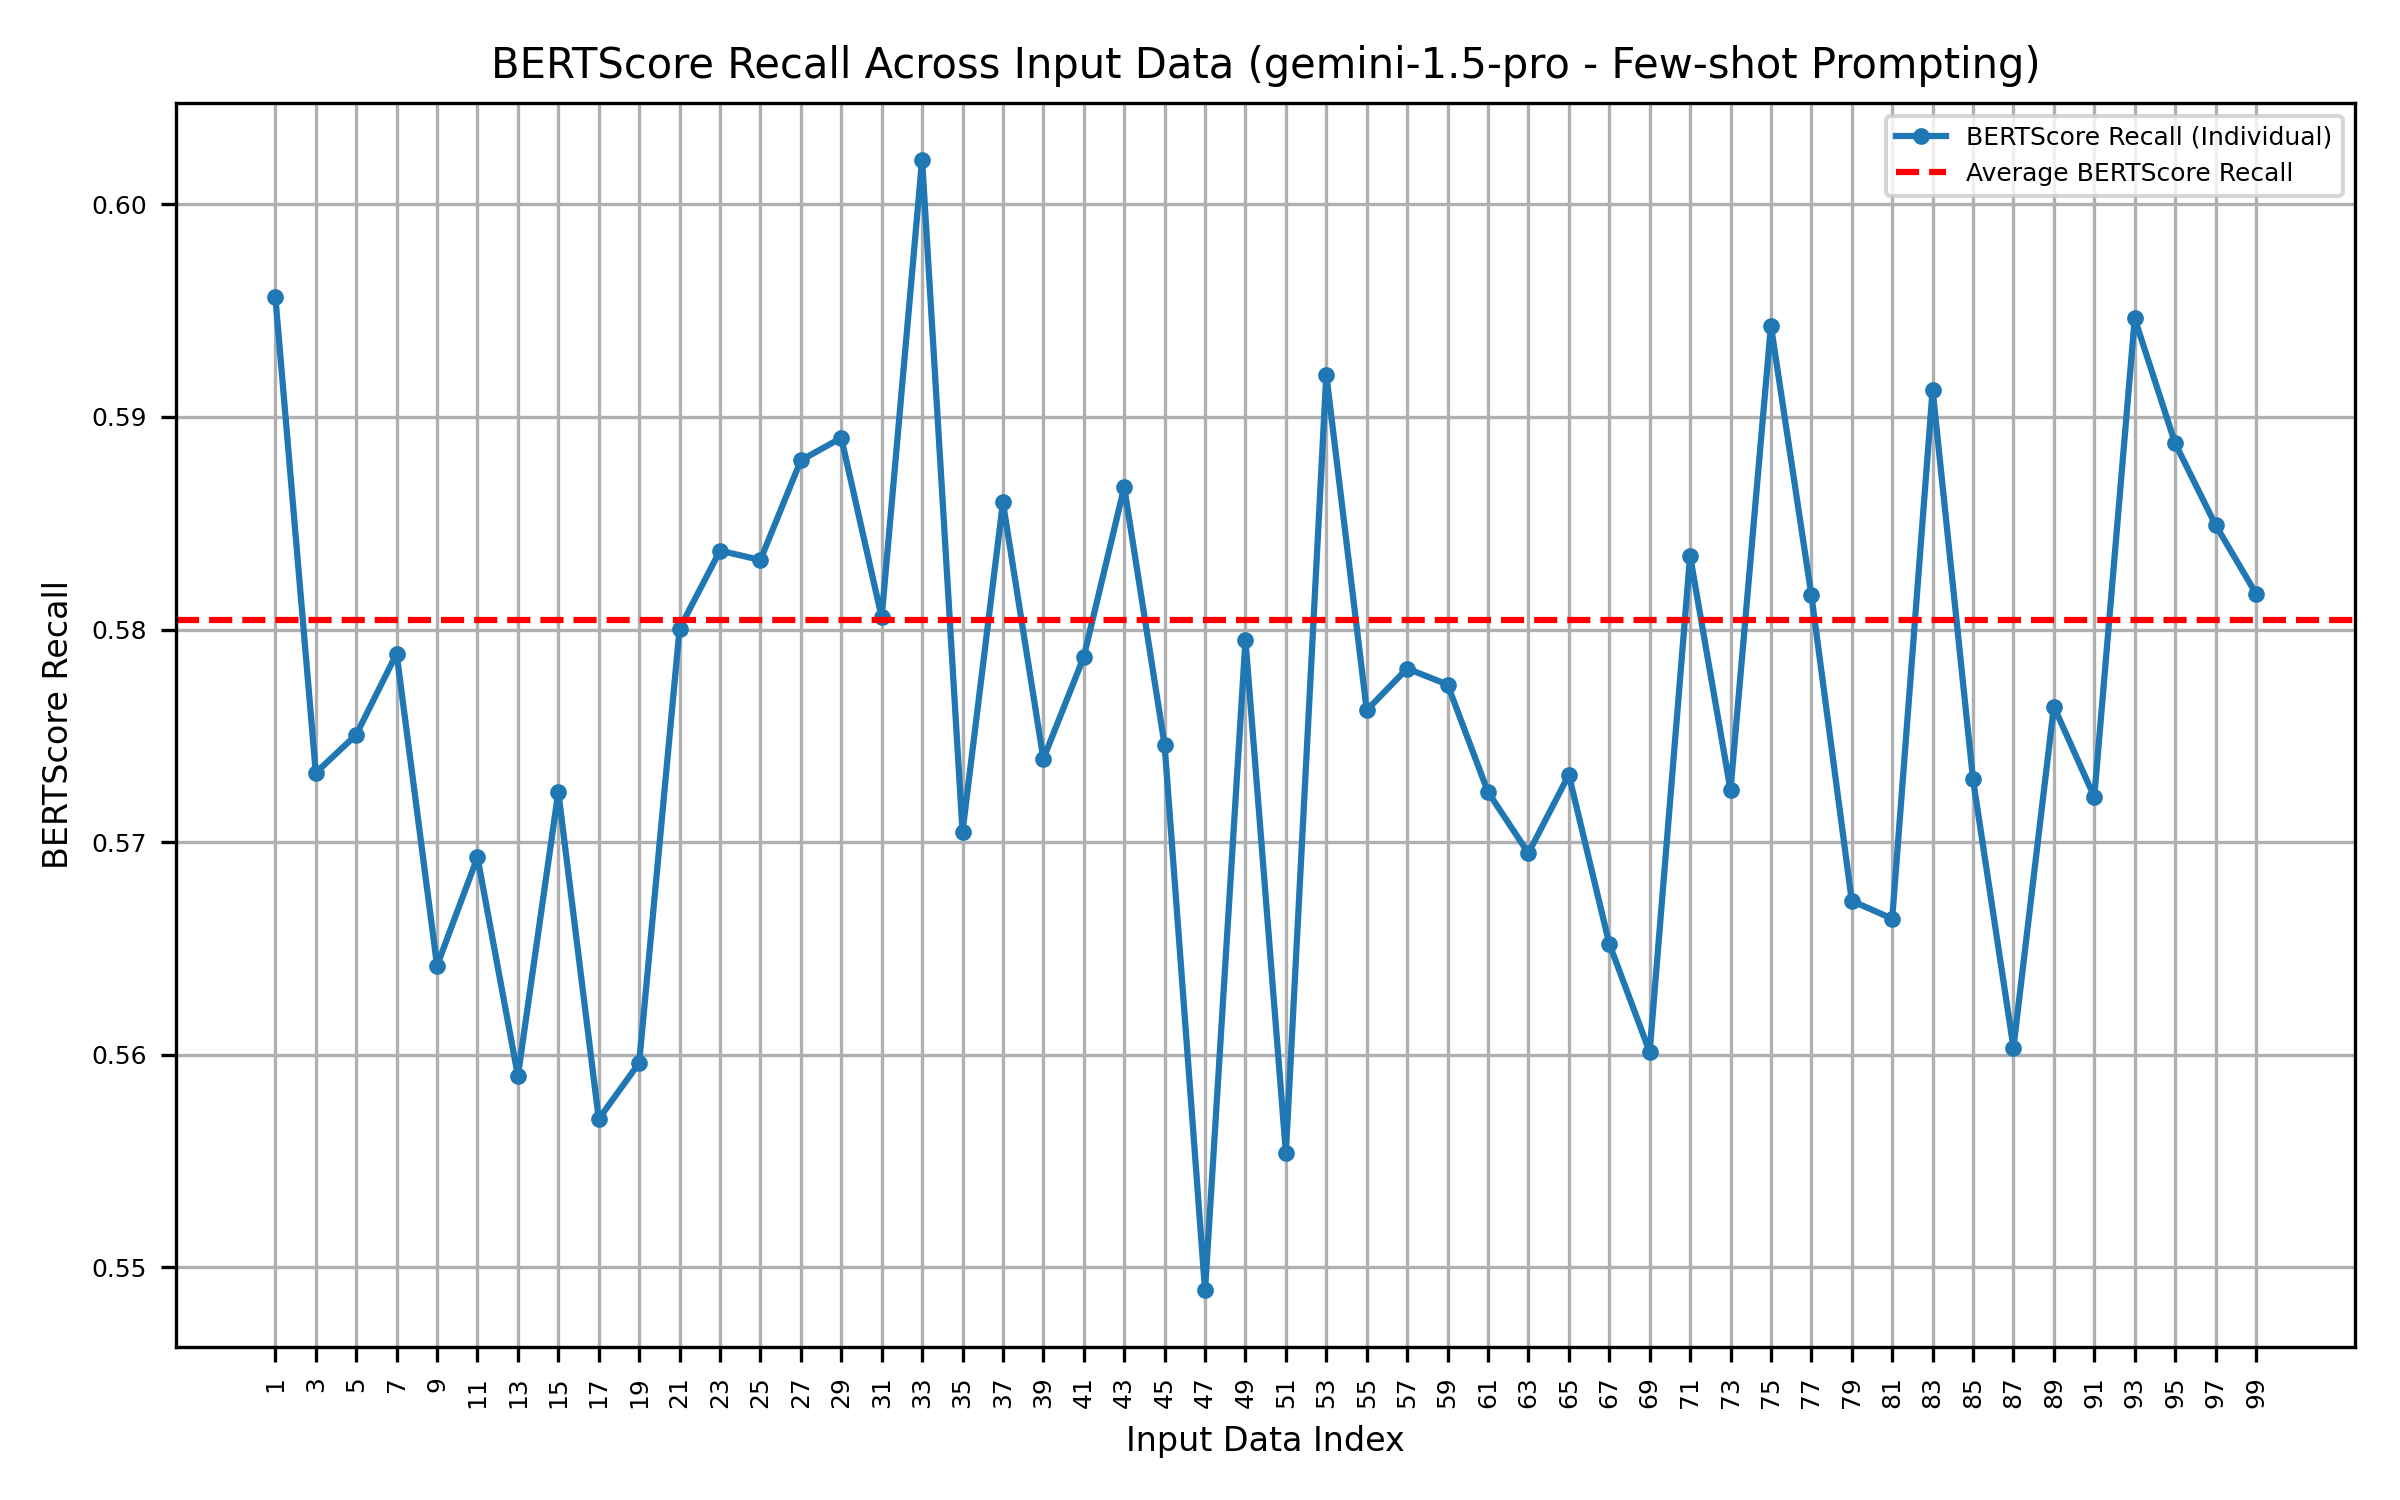 BERTScore Recall Across Input Data (gemini-1.5-pro - Few-shot Prompting)
BERTScore Recall (Individual)
Average BERTScore Recall
BERTScore Recall
0.60
0.59
0.58
0.57
0.56
0.55
1 3 5 7 9 11 13 15 17 19 21 23 25 27 29 31 33 35 37 39 41 43 45 47 49 51 53 55 57 59 61 63 65 67 69 71 73 75 77 79 81 83 85 87 89 91 93 95 97 99
Input Data Index